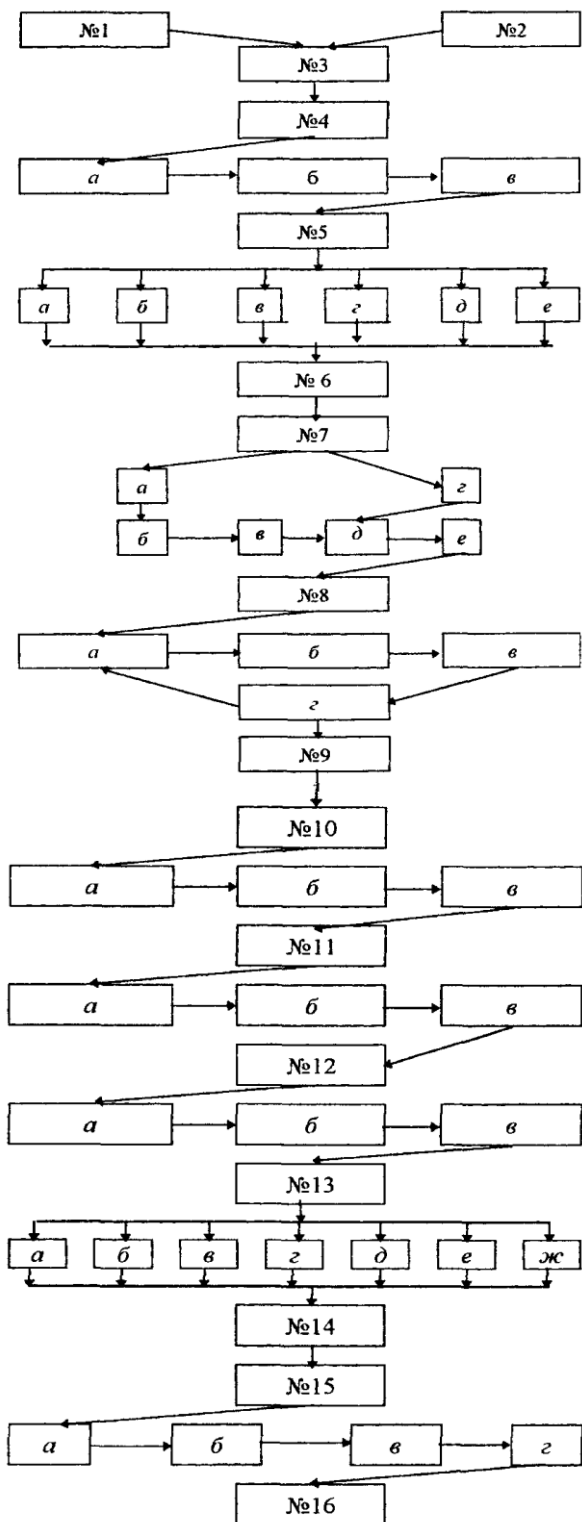 №1 №2
№3
№4
а б в
№5
а б в г д е
№ 6
№7
а г
б в д е
№8
а б в
г
№9
№10
а б в
№11
а б в
№12
а б в
№13
а б в г д е ж
№14
№15
а б в г
№16